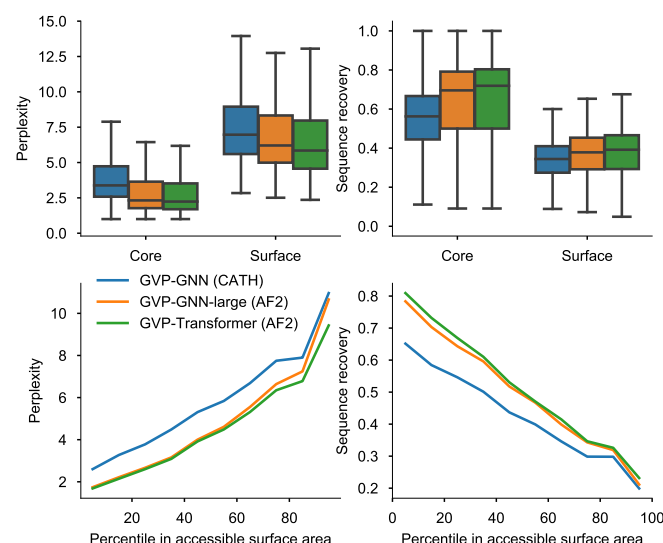 15.0
12.5
10.0
7.5
5.0
2.5
0.0
Perplexity
Core
Surface
1.0
0.8
0.6
0.4
0.2
0.0
Sequence recovery
Core
Surface
GVP-GNN (CATH)
GVP-GNN-large (AF2)
GVP-Transformer (AF2)
10
8
6
4
2
Perplexity
20
40
60
80
Percentile in accessible surface area
0.8
0.7
0.6
0.5
0.4
0.3
0.2
Sequence recovery
0
20
40
60
80
100
Percentile in accessible surface area